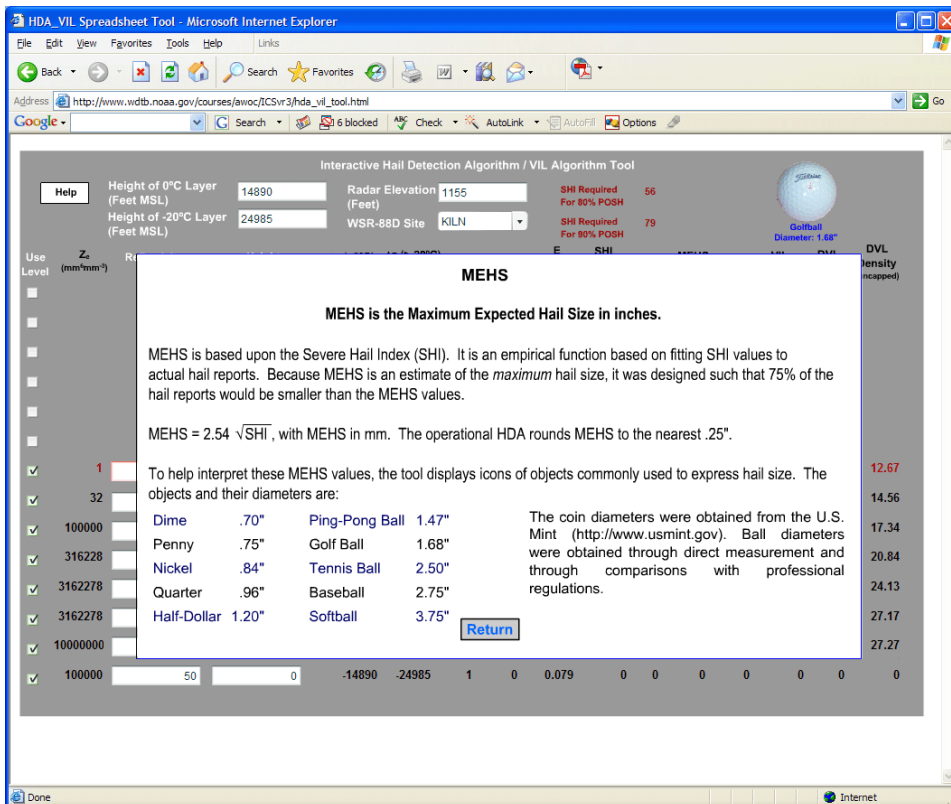 HDA_VIL Spreadsheet Tool - Microsoft Internet Explorer
File Edit View Favorites Tools Help Links
Back Search Favorites
Address http://www.wdtb.noaa.gov/courses/awoc/ICSvr3/hda_vil_tool.html Go
Google G Search 6 blocked ABC Check AutoLink AutoFill Options
Interactive Hail Detection Algorithm / VIL Algorithm Tool
Help Height of 0ºC Layer (Feet MSL) 14890 Radar Elevation (Feet) 1155 SHI Required For 80% POSH 56
Height of -20ºC Layer (Feet MSL) 24985 WSR-88D Site KILN SHI Required For 90% POSH 79
Titleist
Golfball
Diameter: 1.68"
Use Level Zₑ (mm⁶mm⁻³) E SHI DVL Density
MEHS
MEHS is the Maximum Expected Hail Size in inches.
MEHS is based upon the Severe Hail Index (SHI). It is an empirical function based on fitting SHI values to
actual hail reports. Because MEHS is an estimate of the maximum hail size, it was designed such that 75% of the
hail reports would be smaller than the MEHS values.
MEHS = 2.54 √SHI, with MEHS in mm. The operational HDA rounds MEHS to the nearest .25".
To help interpret these MEHS values, the tool displays icons of objects commonly used to express hail size. The
objects and their diameters are:
Dime .70" Ping-Pong Ball 1.47"
Penny .75" Golf Ball 1.68"
Nickel .84" Tennis Ball 2.50"
Quarter .96" Baseball 2.75"
Half-Dollar 1.20" Softball 3.75"
The coin diameters were obtained from the U.S.
Mint (http://www.usmint.gov). Ball diameters
were obtained through direct measurement and
through comparisons with professional
regulations.
Return
1 12.67
32 14.56
100000 17.34
316228 20.84
3162278 24.13
3162278 27.17
10000000 27.27
100000 50 0 -14890 -24985 1 0 0.079 0 0 0 0 0 0 0
Done Internet